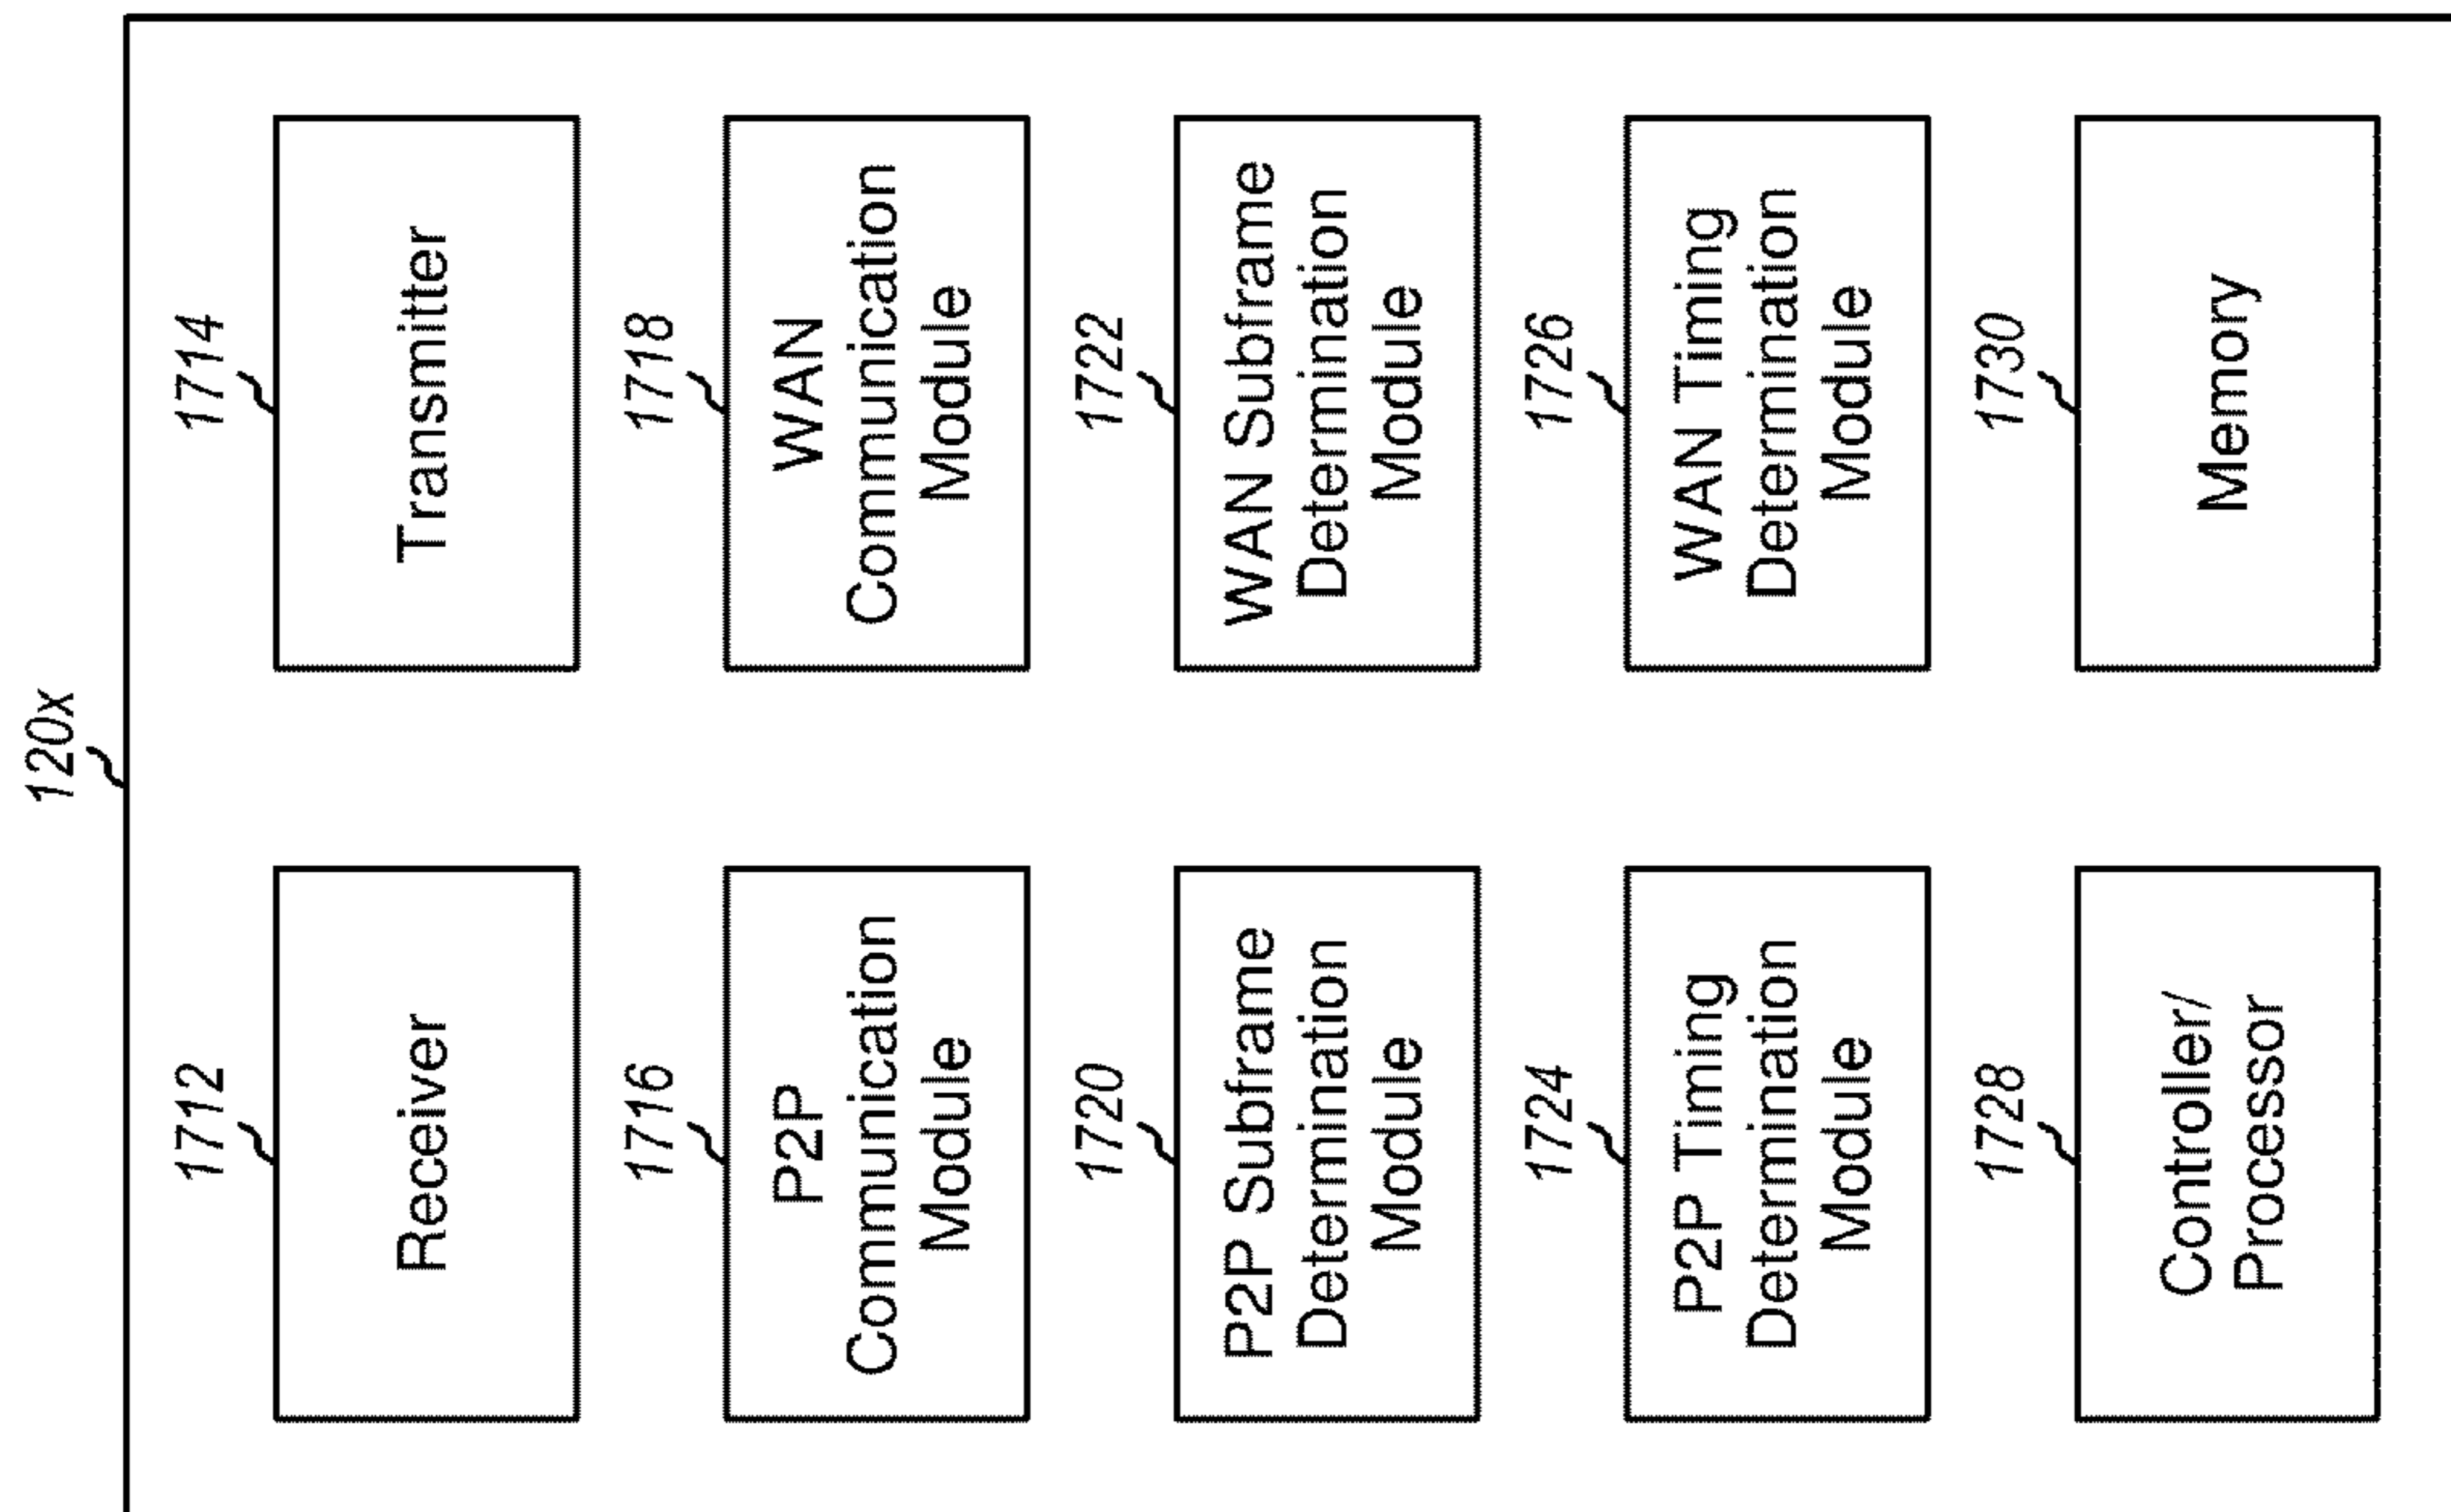 120x
1712
Receiver
1714
Transmitter
1716
P2P
Communication
Module
1718
WAN
Communication
Module
1720
P2P Subframe
Determination
Module
1722
WAN Subframe
Determination
Module
1724
P2P Timing
Determination
Module
1726
WAN Timing
Determination
Module
1728
Controller/
Processor
1730
Memory